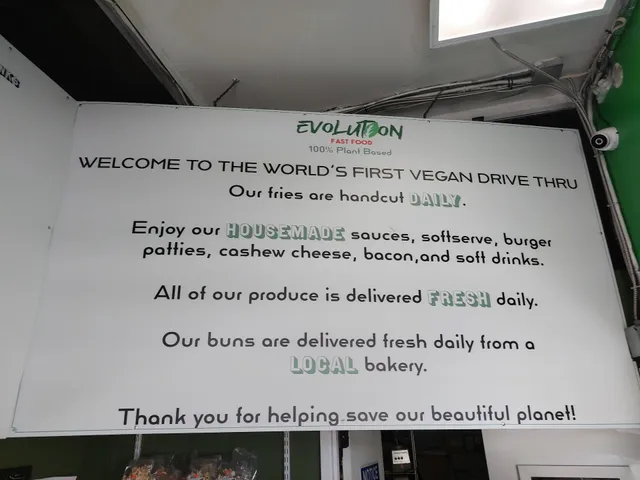 EVOLUTION
FAST FOOD
100% Plant Based
WELCOME TO THE WORLD'S FIRST VEGAN DRIVE THRU
Our fries are handcut DAILY.
Enjoy our HOUSEMADE sauces, softserve, burger
patties, cashew cheese, bacon,and soft drinks.
All of our produce is delivered FRESH daily.
Our buns are delivered fresh daily from a
LOCAL bakery.
Thank you for helping save our beautiful planet!